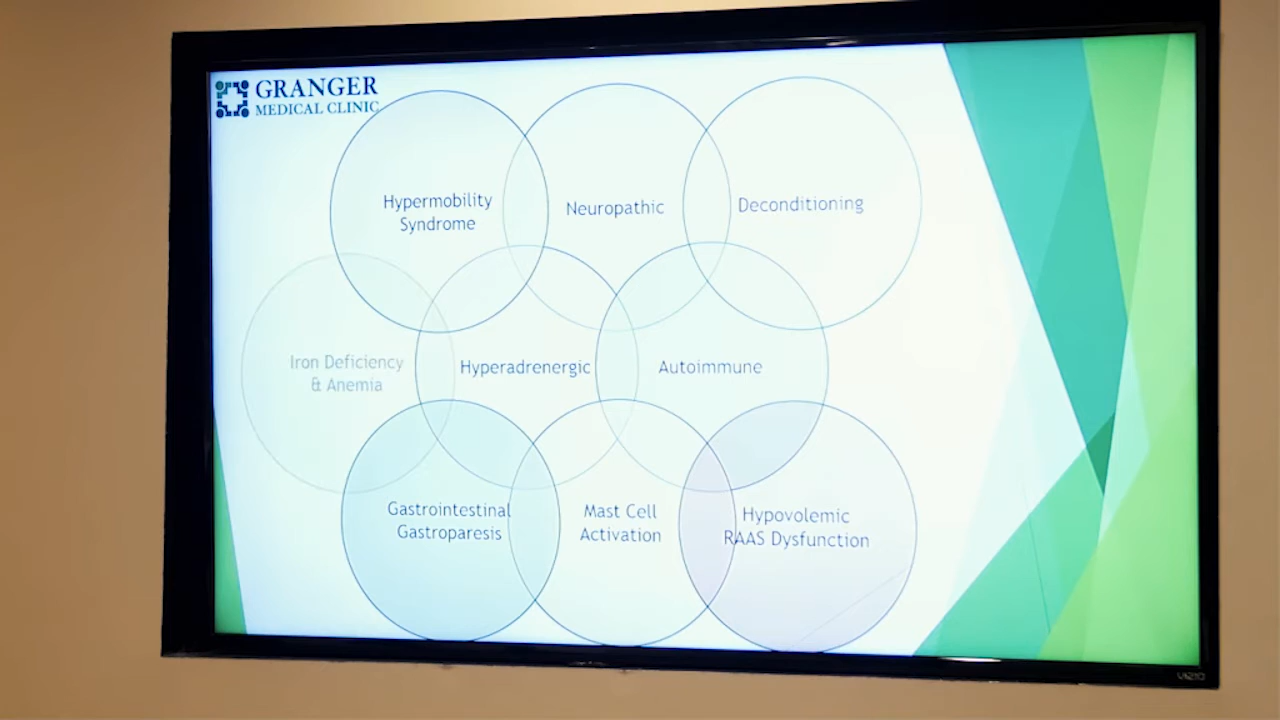 GRANGER
MEDICAL CLINIC
Hypermobility
Syndrome
Neuropathic
Deconditioning
Iron Deficiency
& Anemia
Hyperadrenergic
Autoimmune
Gastrointestinal
Gastroparesis
Mast Cell
Activation
Hypovolemic
RAAS Dysfunction
VIZIO